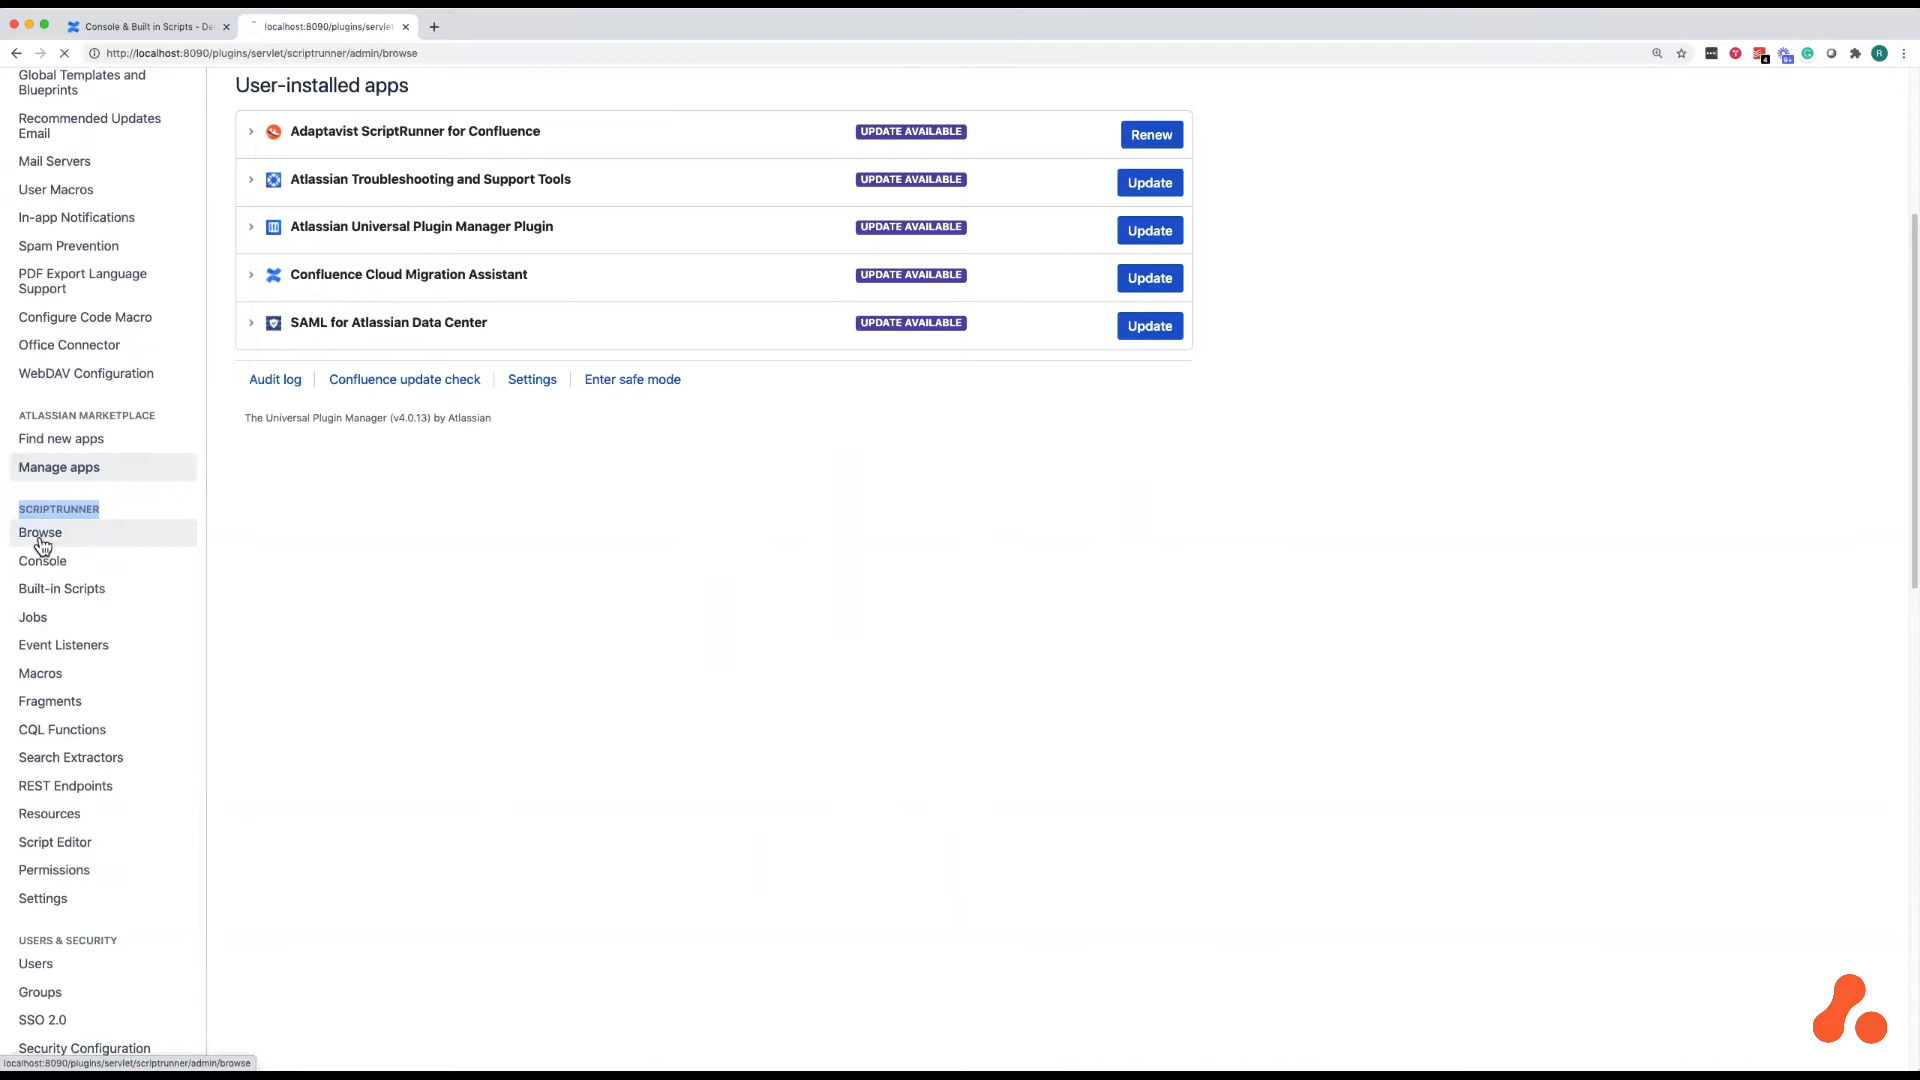 Console & Built in Scripts - De
localhost:8090/plugins/servlet
http://localhost:8090/plugins/servlet/scriptrunner/admin/browse
4
9+
R
Global Templates and
Blueprints
Recommended Updates
Email
Mail Servers
User Macros
In-app Notifications
Spam Prevention
PDF Export Language
Support
Configure Code Macro
Office Connector
WebDAV Configuration
ATLASSIAN MARKETPLACE
Find new apps
Manage apps
SCRIPTRUNNER
Browse
Console
Built-in Scripts
Jobs
Event Listeners
Macros
Fragments
CQL Functions
Search Extractors
REST Endpoints
Resources
Script Editor
Permissions
Settings
USERS & SECURITY
Users
Groups
SSO 2.0
Security Configuration
localhost:8090/plugins/servlet/scriptrunner/admin/browse
User-installed apps
Adaptavist ScriptRunner for Confluence UPDATE AVAILABLE Renew
Atlassian Troubleshooting and Support Tools UPDATE AVAILABLE Update
Atlassian Universal Plugin Manager Plugin UPDATE AVAILABLE Update
Confluence Cloud Migration Assistant UPDATE AVAILABLE Update
SAML for Atlassian Data Center UPDATE AVAILABLE Update
Audit log Confluence update check Settings Enter safe mode
The Universal Plugin Manager (v4.0.13) by Atlassian